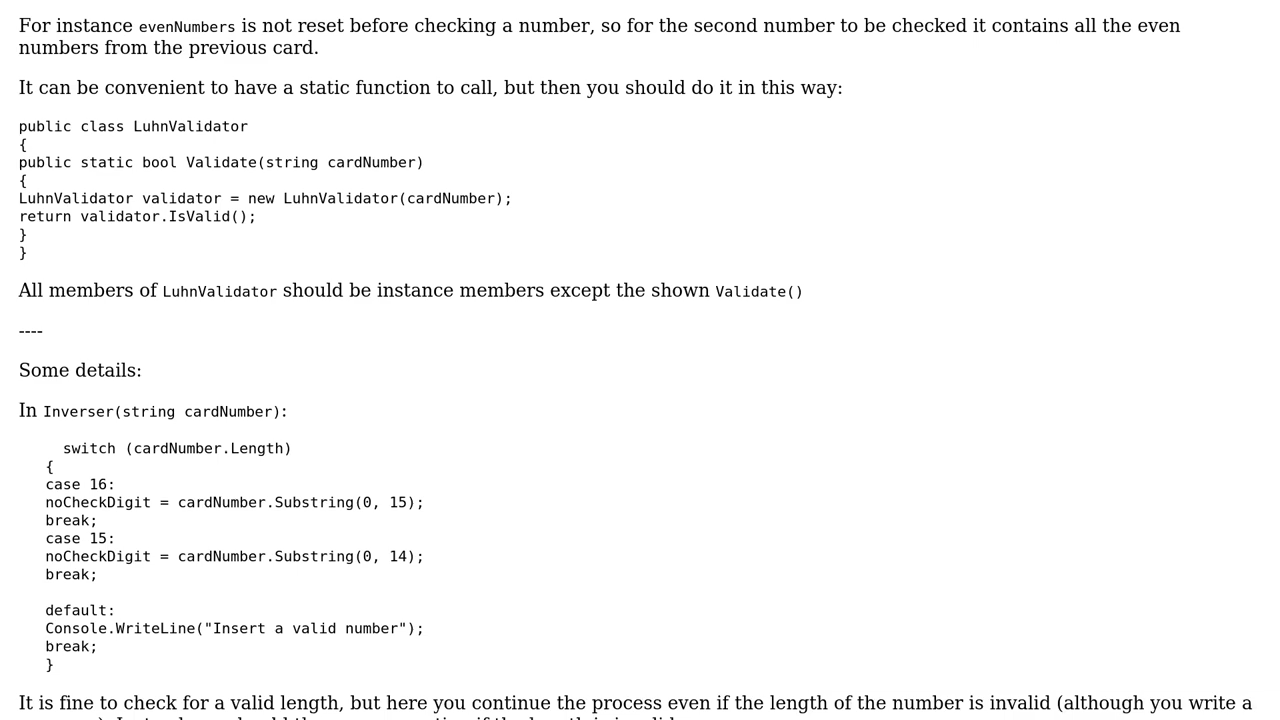 For instance evenNumbers is not reset before checking a number, so for the second number to be checked it contains all the even
numbers from the previous card.
It can be convenient to have a static function to call, but then you should do it in this way:
public class LuhnValidator
{
public static bool Validate(string cardNumber)
{
LuhnValidator validator = new LuhnValidator(cardNumber);
return validator.IsValid();
}
}
All members of LuhnValidator should be instance members except the shown Validate()
----
Some details:
In Inverser(string cardNumber):
switch (cardNumber.Length)
{
case 16:
noCheckDigit = cardNumber.Substring(0, 15);
break;
case 15:
noCheckDigit = cardNumber.Substring(0, 14);
break;
default:
Console.WriteLine("Insert a valid number");
break;
}
It is fine to check for a valid length, but here you continue the process even if the length of the number is invalid (although you write a